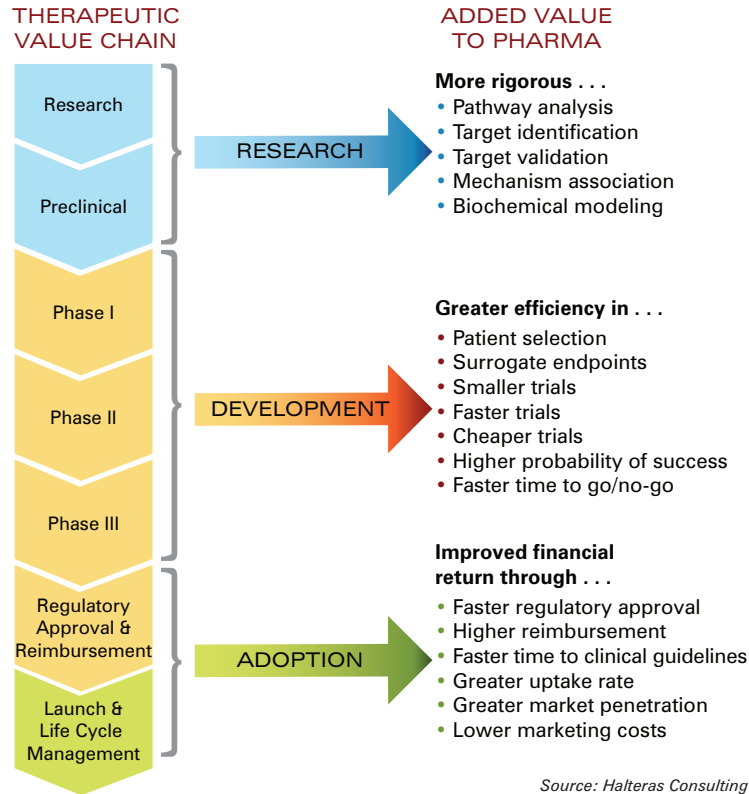 THERAPEUTIC
VALUE CHAIN
Research
Preclinical
Phase I
Phase II
Phase III
Regulatory
Approval &
Reimbursement
Launch &
Life Cycle
Management
RESEARCH
DEVELOPMENT
ADOPTION
ADDED VALUE
TO PHARMA
More rigorous . . .
• Pathway analysis
• Target identification
• Target validation
• Mechanism association
• Biochemical modeling
Greater efficiency in . . .
• Patient selection
• Surrogate endpoints
• Smaller trials
• Faster trials
• Cheaper trials
• Higher probability of success
• Faster time to go/no-go
Improved financial
return through . . .
• Faster regulatory approval
• Higher reimbursement
• Faster time to clinical guidelines
• Greater uptake rate
• Greater market penetration
• Lower marketing costs
Source: Halteras Consulting